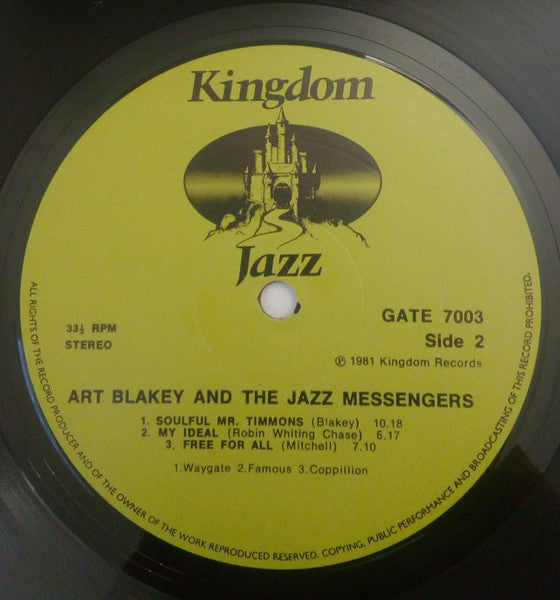 Kingdom
Jazz
33⅓ RPM
STEREO
GATE 7003
Side 2
℗ 1981 Kingdom Records
ART BLAKEY AND THE JAZZ MESSENGERS
1. SOULFUL MR. TIMMONS (Blakey) 10.18
2. MY IDEAL (Robin Whiting Chase) 6.17
3. FREE FOR ALL (Mitchell) 7.10
1.Waygate 2.Famous 3.Coppillion
ALL RIGHTS OF THE RECORD PRODUCER AND OF THE OWNER OF THE WORK REPRODUCED RESERVED. COPYING, PUBLIC PERFORMANCE AND BROADCASTING OF THIS RECORD PROHIBITED.